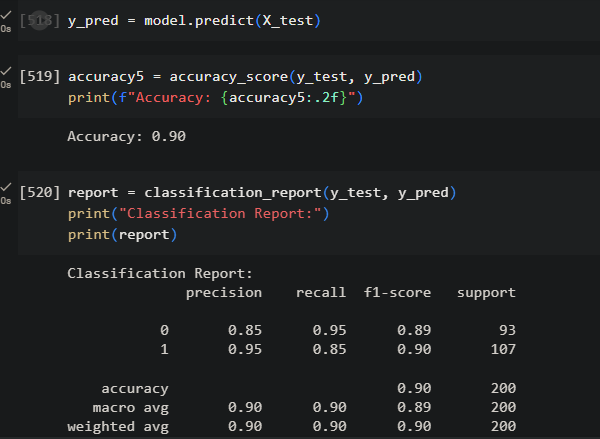 [518] y_pred = model.predict(X_test)
0s
[519] accuracy5 = accuracy_score(y_test, y_pred)
0s
print(f"Accuracy: {accuracy5:.2f}")
Accuracy: 0.90
[520] report = classification_report(y_test, y_pred)
0s
print("Classification Report:")
print(report)
Classification Report:
precision recall f1-score support
0 0.85 0.95 0.89 93
1 0.95 0.85 0.90 107
accuracy 0.90 200
macro avg 0.90 0.90 0.89 200
weighted avg 0.90 0.90 0.90 200